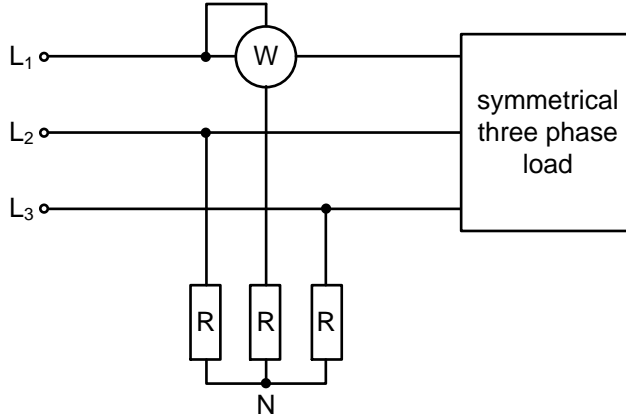 L₁
W
symmetrical
three phase
load
L₂
L₃
R
R
R
N